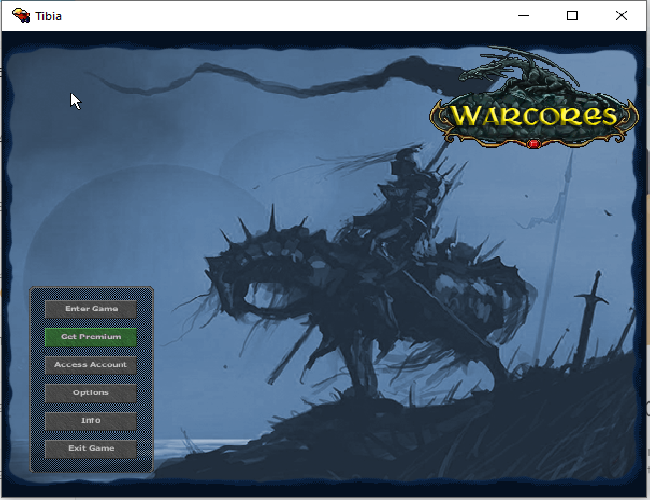 Tibia
WARCORES
Enter Game
Get Premium
Access Account
Options
Info
Exit Game